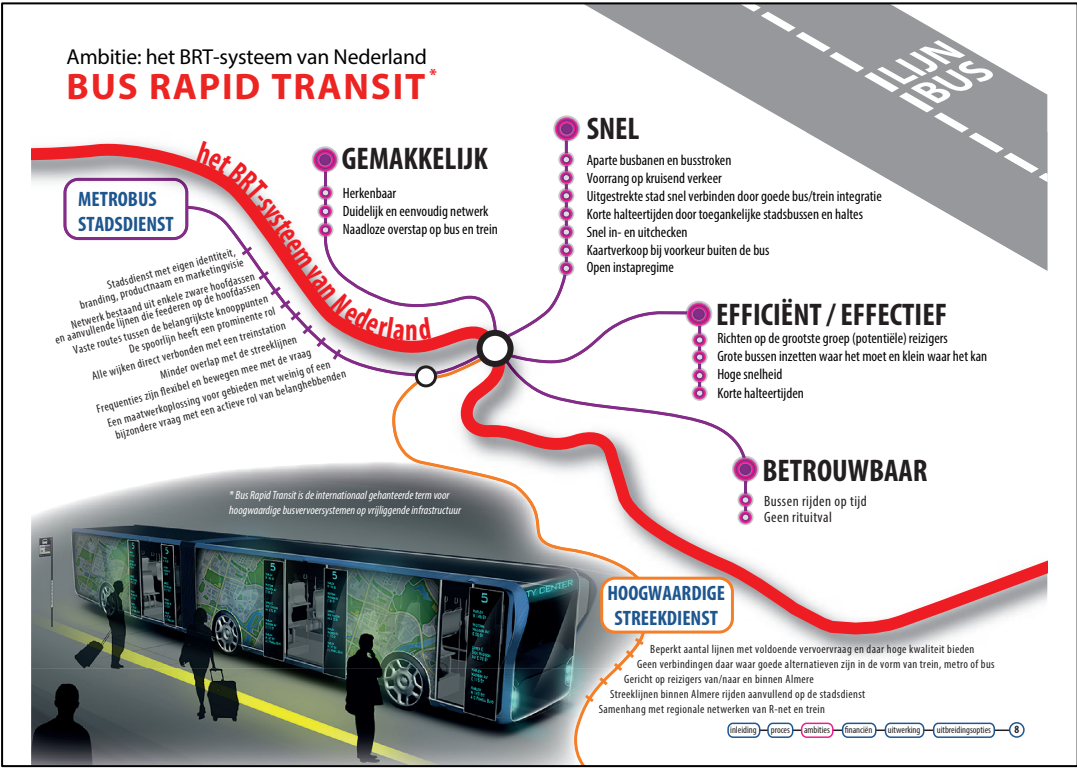 Ambitie: het BRT-systeem van Nederland
BUS RAPID TRANSIT*
LIJN
BUS
het BRT-systeem van Nederland
METROBUS
STADSDIENST
Stadsdienst met eigen identiteit,
branding, productnaam en marketingvisie
Netwerk bestaand uit enkele zware hoofdassen
en aanvullende lijnen die feederen op de hoofdassen
Vaste routes tussen de belangrijkste knooppunten
De spoorlijn heeft een prominente rol
Alle wijken direct verbonden met een treinstation
Minder overlap met de streeklijnen
Frequenties zijn flexibel en bewegen mee met de vraag
Een maatwerkoplossing voor gebieden met weinig of een
bijzondere vraag met een actieve rol van belanghebbenden
GEMAKKELIJK
Herkenbaar
Duidelijk en eenvoudig netwerk
Naadloze overstap op bus en trein
SNEL
Aparte busbanen en busstroken
Voorrang op kruisend verkeer
Uitgestrekte stad snel verbinden door goede bus/trein integratie
Korte halteertijden door toegankelijke stadsbussen en haltes
Snel in- en uitchecken
Kaartverkoop bij voorkeur buiten de bus
Open instapregime
EFFICIËNT / EFFECTIEF
Richten op de grootste groep (potentiële) reizigers
Grote bussen inzetten waar het moet en klein waar het kan
Hoge snelheid
Korte halteertijden
BETROUWBAAR
Bussen rijden op tijd
Geen rituitval
* Bus Rapid Transit is de internationaal gehanteerde term voor
hoogwaardige busvervoersystemen op vrijliggende infrastructuur
5
5
5
5
TY CENTER
HOOGWAARDIGE
STREEKDIENST
Beperkt aantal lijnen met voldoende vervoervraag en daar hoge kwaliteit bieden
Geen verbindingen daar waar goede alternatieven zijn in de vorm van trein, metro of bus
Gericht op reizigers van/naar en binnen Almere
Streeklijnen binnen Almere rijden aanvullend op de stadsdienst
Samenhang met regionale netwerken van R-net en trein
inleiding proces ambities financiën uitwerking uitbreidingsopties 8